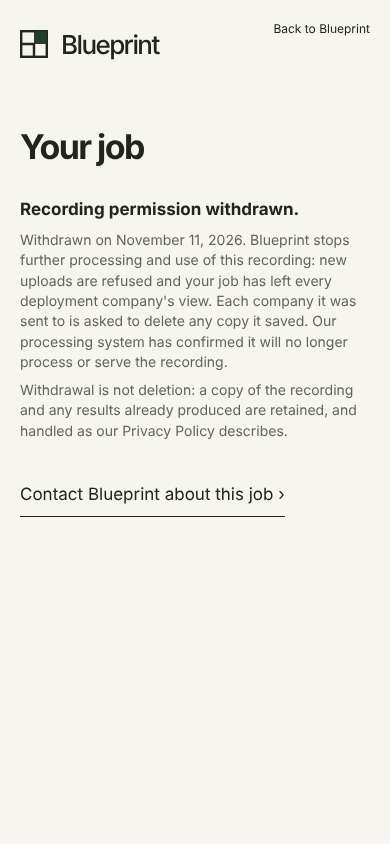 Back to Blueprint
Blueprint
Your job
Recording permission withdrawn.
Withdrawn on November 11, 2026. Blueprint stops
further processing and use of this recording: new
uploads are refused and your job has left every
deployment company's view. Each company it was
sent to is asked to delete any copy it saved. Our
processing system has confirmed it will no longer
process or serve the recording.
Withdrawal is not deletion: a copy of the recording
and any results already produced are retained, and
handled as our Privacy Policy describes.
Contact Blueprint about this job ›